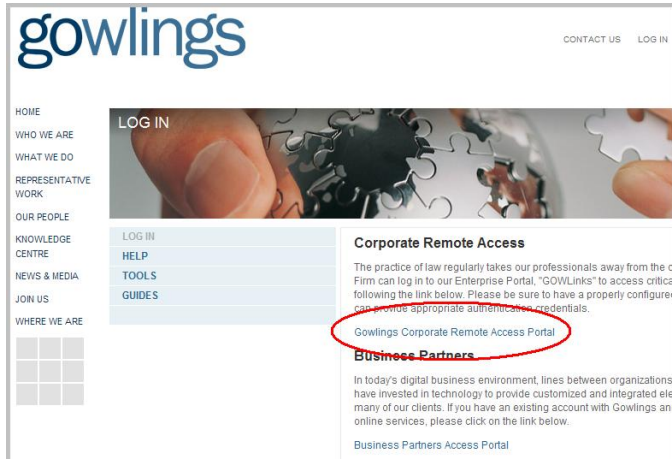 gowlings
CONTACT US LOG IN
HOME
WHO WE ARE
WHAT WE DO
REPRESENTATIVE
WORK
OUR PEOPLE
KNOWLEDGE
CENTRE
NEWS & MEDIA
JOIN US
WHERE WE ARE
LOG IN
LOG IN
HELP
TOOLS
GUIDES
Corporate Remote Access
The practice of law regularly takes our professionals away from the
Firm can log in to our Enterprise Portal, "GOWLinks" to access
following the link below. Please be sure to have a properly configured
can provide appropriate authentication credentials.
Gowlings Corporate Remote Access Portal
Business Partners
In today's digital business environment, lines between organizations
have invested in technology to provide customized and integrated
many of our clients. If you have an existing account with Gowlings
online services, please click on the link below.
Business Partners Access Portal